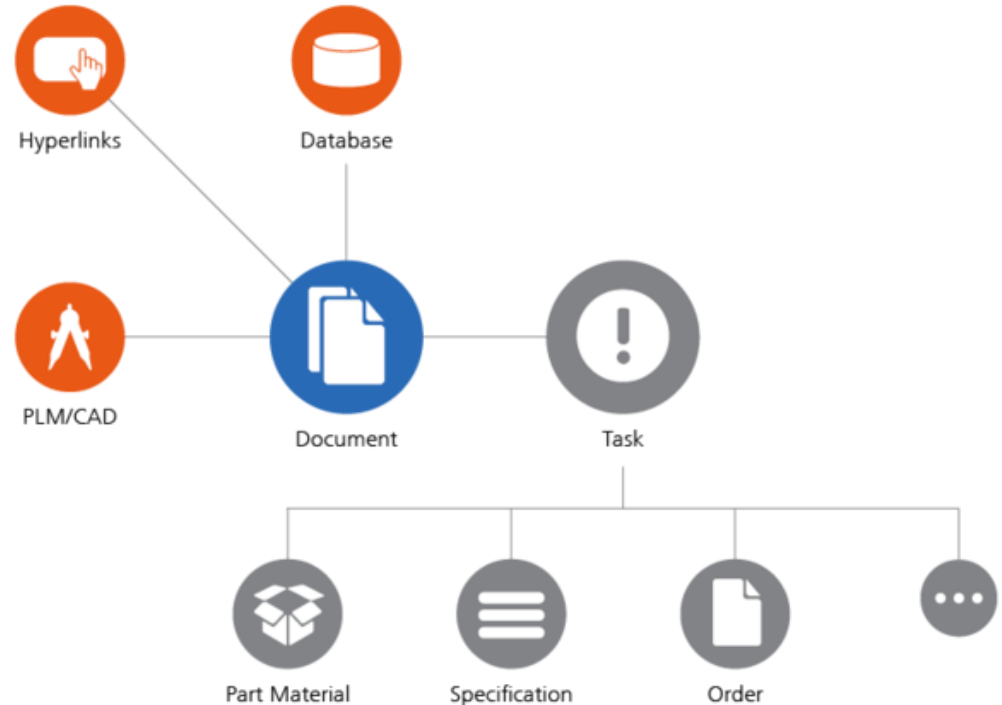 Hyperlinks
Database
PLM/CAD
Document
Task
Part Material
Specification
Order